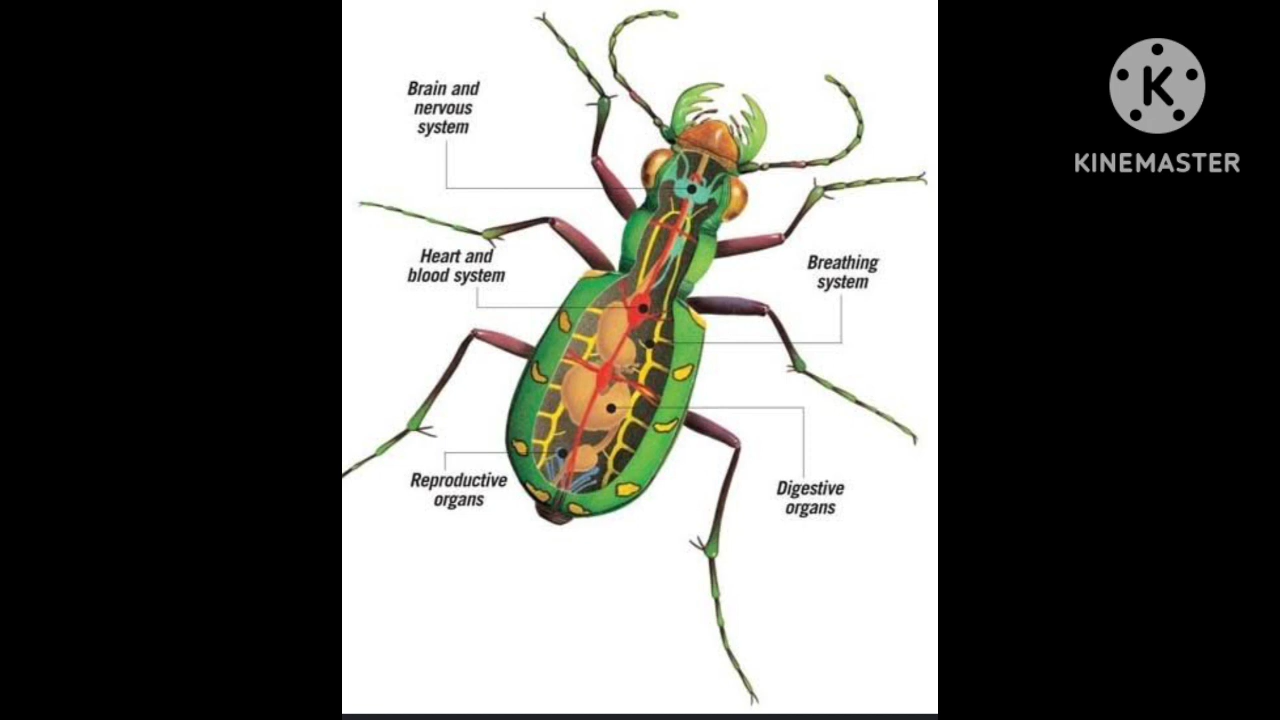 Brain and
nervous
system
KINEMASTER
Heart and
blood system
Breathing
system
Reproductive
organs
Digestive
organs